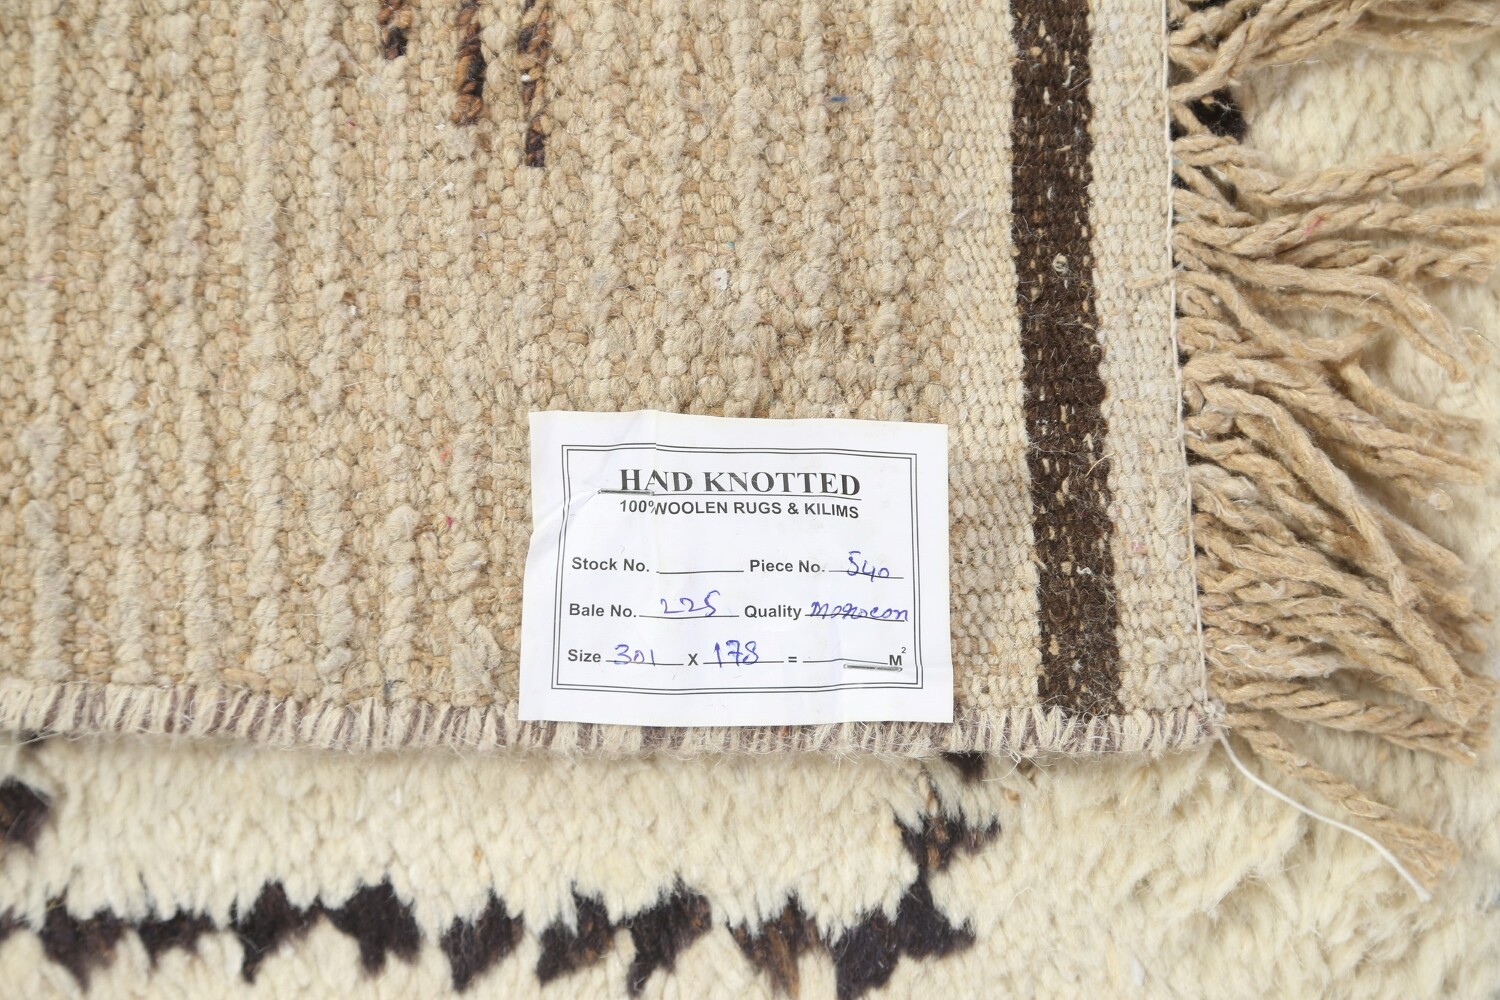 HAND KNOTTED
100%WOOLEN RUGS & KILIMS
Stock No. Piece No. 540
Bale No. 225 Quality Morocon
Size 301 X 178 = M²